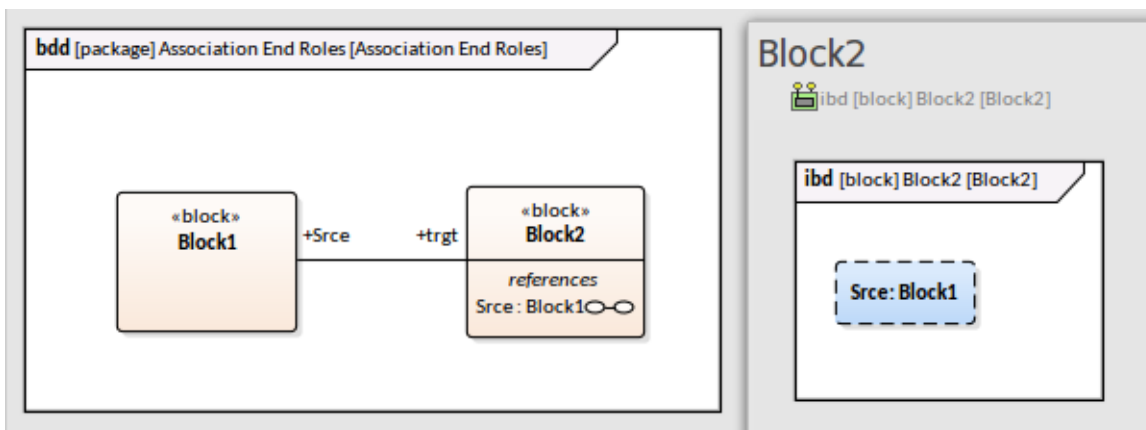 bdd [package] Association End Roles [Association End Roles]
«block»
Block1
+Srce
+trgt
«block»
Block2
references
Srce : Block1
Block2
ibd [block] Block2 [Block2]
ibd [block] Block2 [Block2]
Srce: Block1